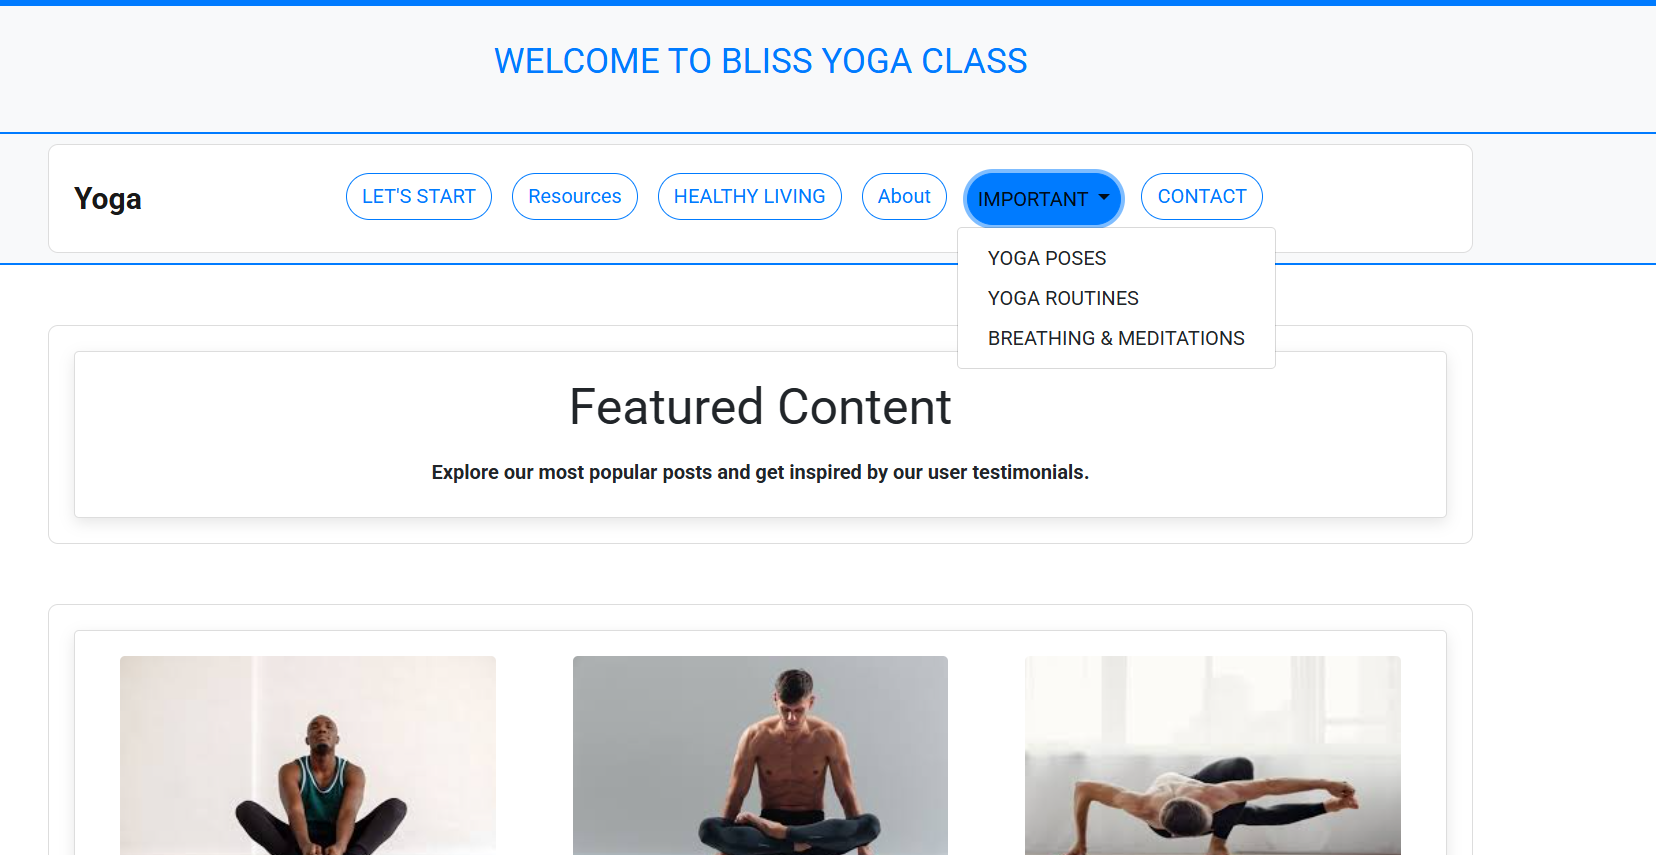 WELCOME TO BLISS YOGA CLASS
Yoga
LET'S START
Resources
HEALTHY LIVING
About
IMPORTANT
CONTACT
YOGA POSES
YOGA ROUTINES
BREATHING & MEDITATIONS
Featured Content
Explore our most popular posts and get inspired by our user testimonials.